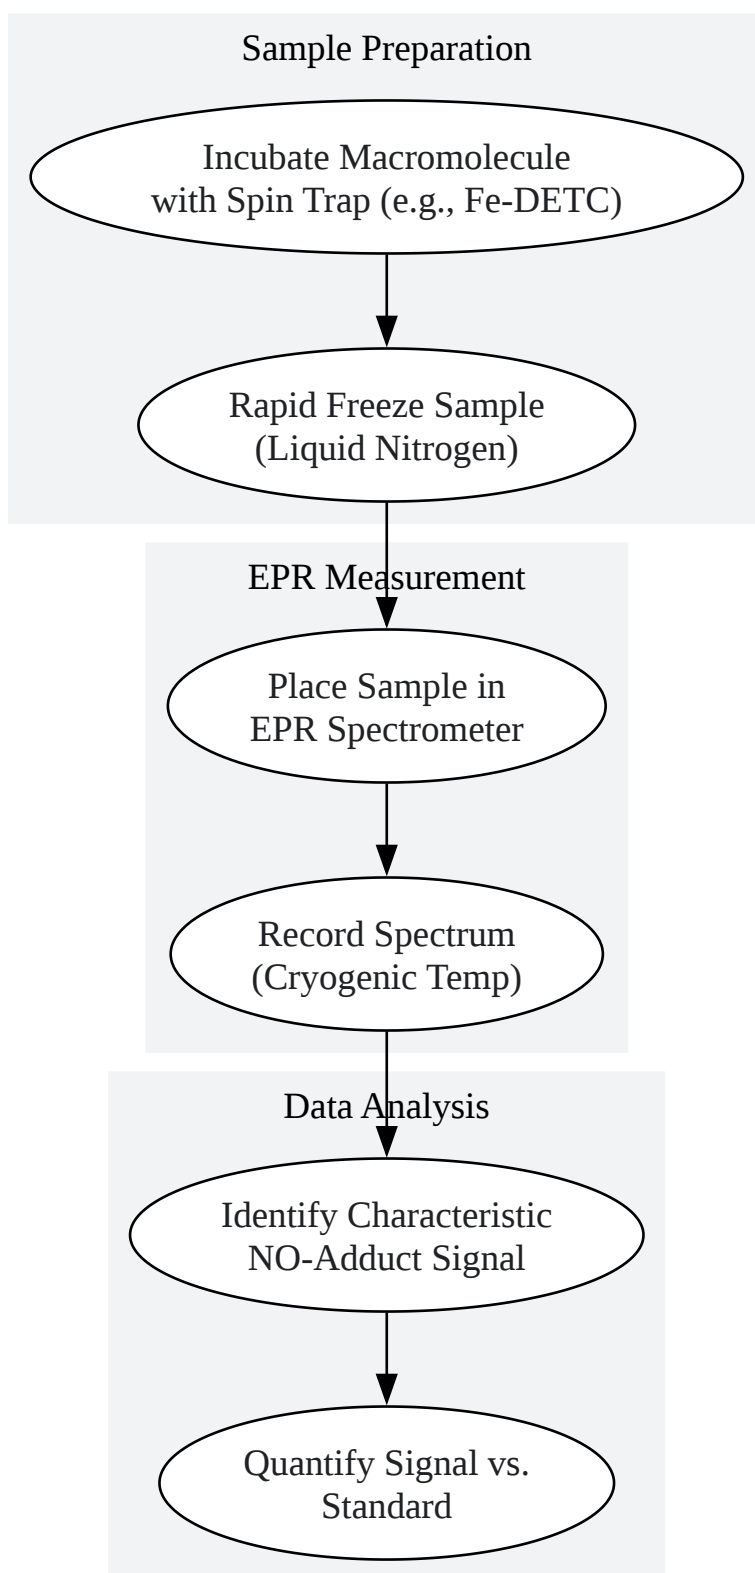 Sample Preparation
Incubate Macromolecule
with Spin Trap (e.g., Fe-DETC)
Rapid Freeze Sample
(Liquid Nitrogen)
EPR Measurement
Place Sample in
EPR Spectrometer
Record Spectrum
(Cryogenic Temp)
Data Analysis
Identify Characteristic
NO-Adduct Signal
Quantify Signal vs.
Standard